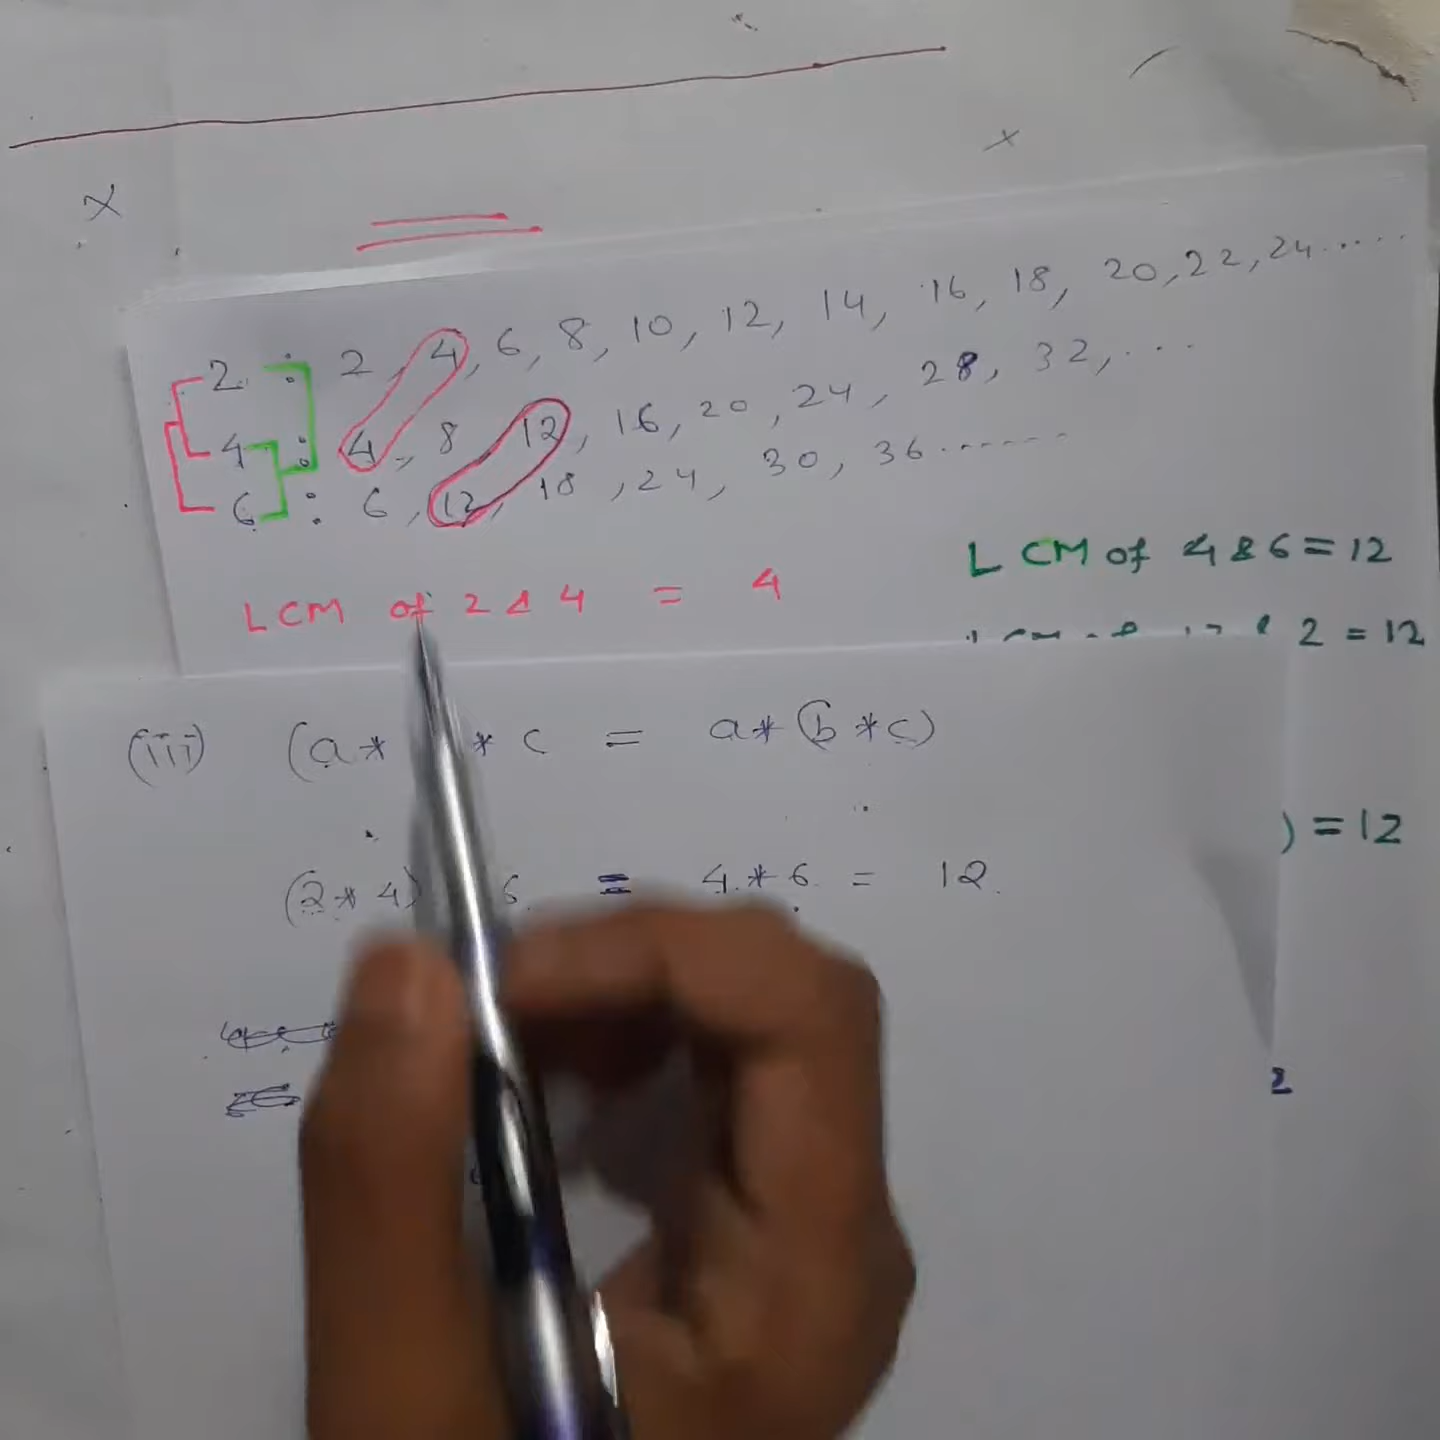 2 : 2, 4, 6, 8, 10, 12, 14, 16, 18, 20, 22, 24.....
4 : 4, 8, 12, 16, 20, 24, 28, 32, ...
6 : 6, 12, 18, 24, 30, 36.......
LCM of 4 & 6 = 12
LCM of 2 & 4 = 4
2 = 12
(iii) (a* * c = a*(b*c)
) = 12
(2*4) 6 = 4*6 = 12
2